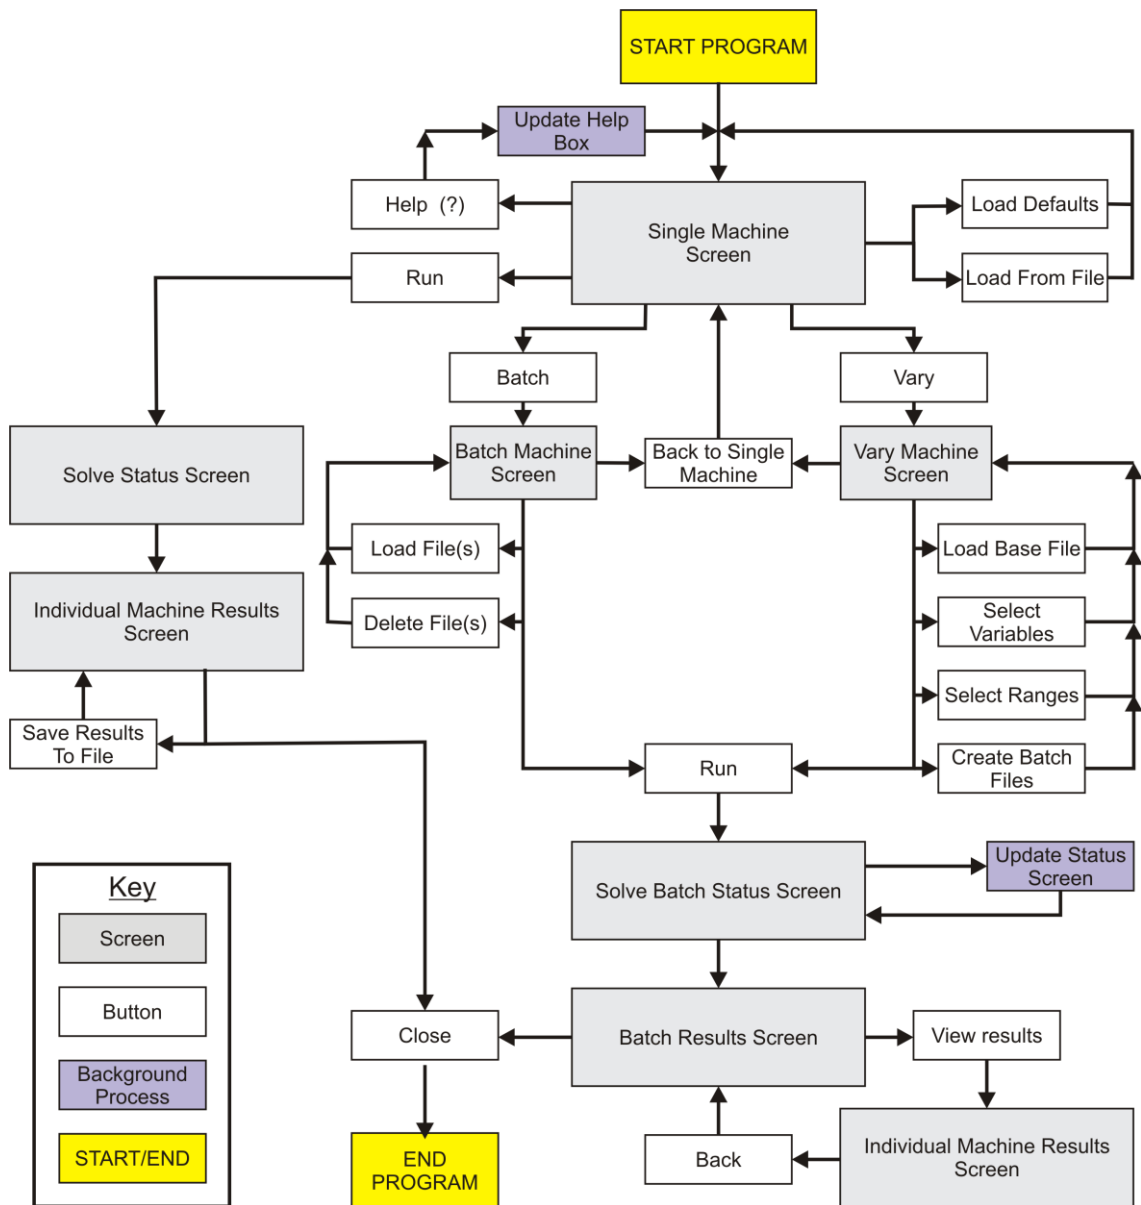 START PROGRAM
Update Help
Box
Help (?)
Single Machine
Screen
Load Defaults
Run
Load From File
Batch
Vary
Solve Status Screen
Batch Machine
Screen
Back to Single
Machine
Vary Machine
Screen
Load File(s)
Load Base File
Individual Machine Results
Screen
Delete File(s)
Select
Variables
Select Ranges
Save Results
To File
Run
Create Batch
Files
Solve Batch Status Screen
Update Status
Screen
Key
Screen
Button
Background
Process
START/END
Close
Batch Results Screen
View results
END
PROGRAM
Back
Individual Machine Results
Screen